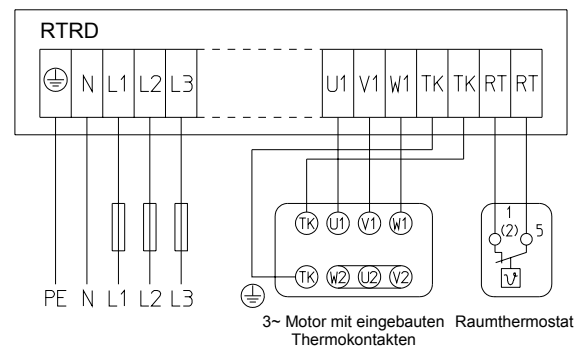 RTRD
N L1 L2 L3 U1 V1 W1 TK TK RT RT
TK U1 V1 W1
1
(2) 5
TK W2 U2 V2
ϑ
PE N L1 L2 L3
3~ Motor mit eingebauten Raumthermostat
Thermokontakten